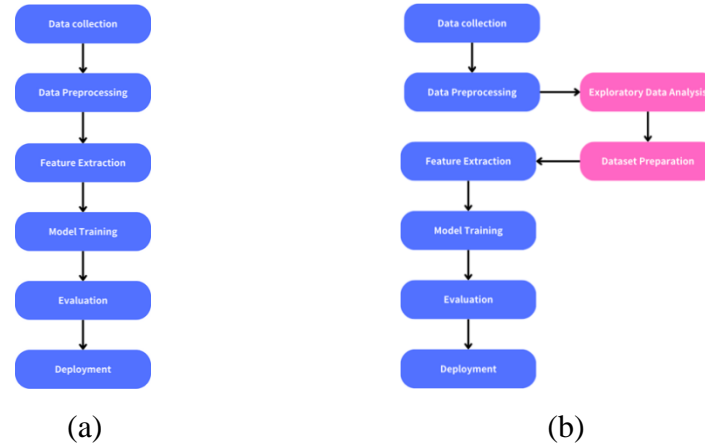 Data collection
Data Preprocessing
Feature Extraction
Model Training
Evaluation
Deployment
(a)
Data collection
Data Preprocessing
Exploratory Data Analysis
Feature Extraction
Dataset Preparation
Model Training
Evaluation
Deployment
(b)